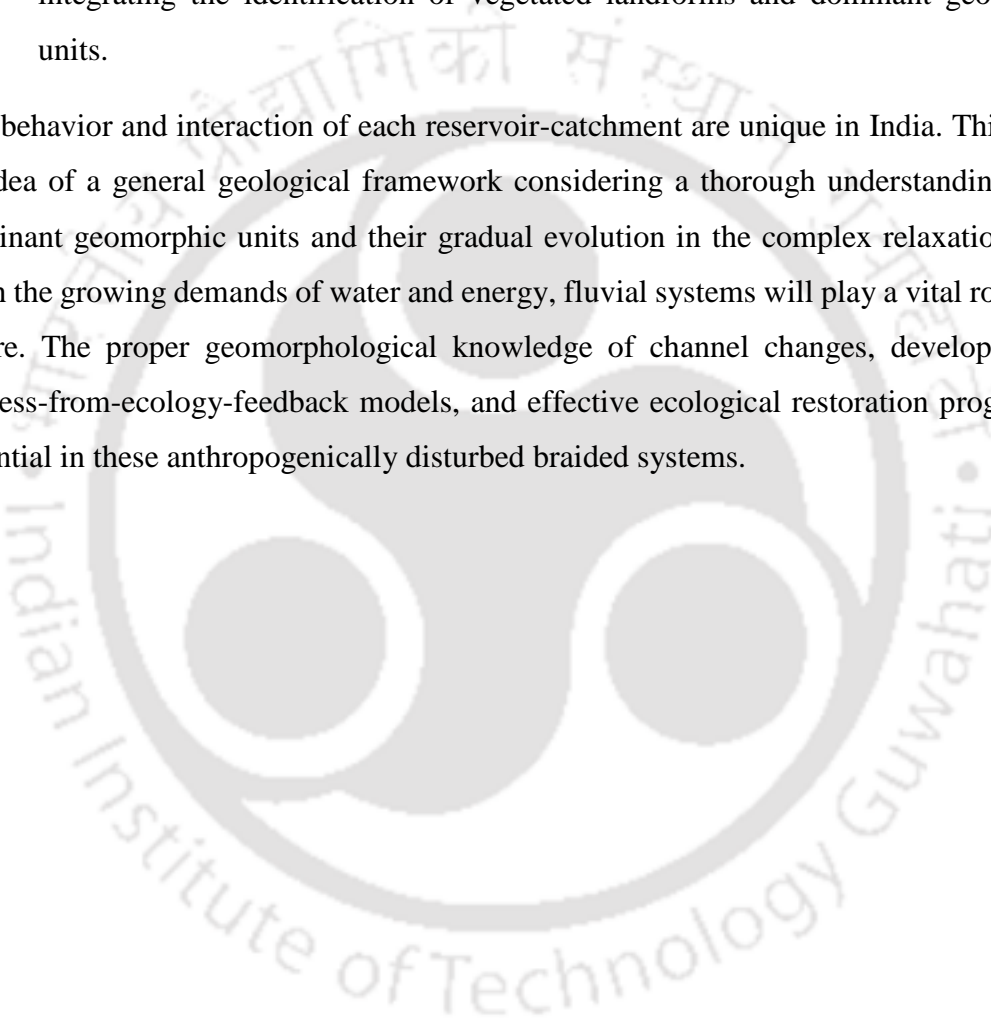 integrating the identification of vegetated landforms and dominant geo
units.
behavior and interaction of each reservoir-catchment are unique in India. Thi
dea of a general geological framework considering a thorough understandin
inant geomorphic units and their gradual evolution in the complex relaxatio
n the growing demands of water and energy, fluvial systems will play a vital ro
re. The proper geomorphological knowledge of channel changes, develop
ess-from-ecology-feedback models, and effective ecological restoration prog
ntial in these anthropogenically disturbed braided systems.
Indian Institute of Technology Guwahati